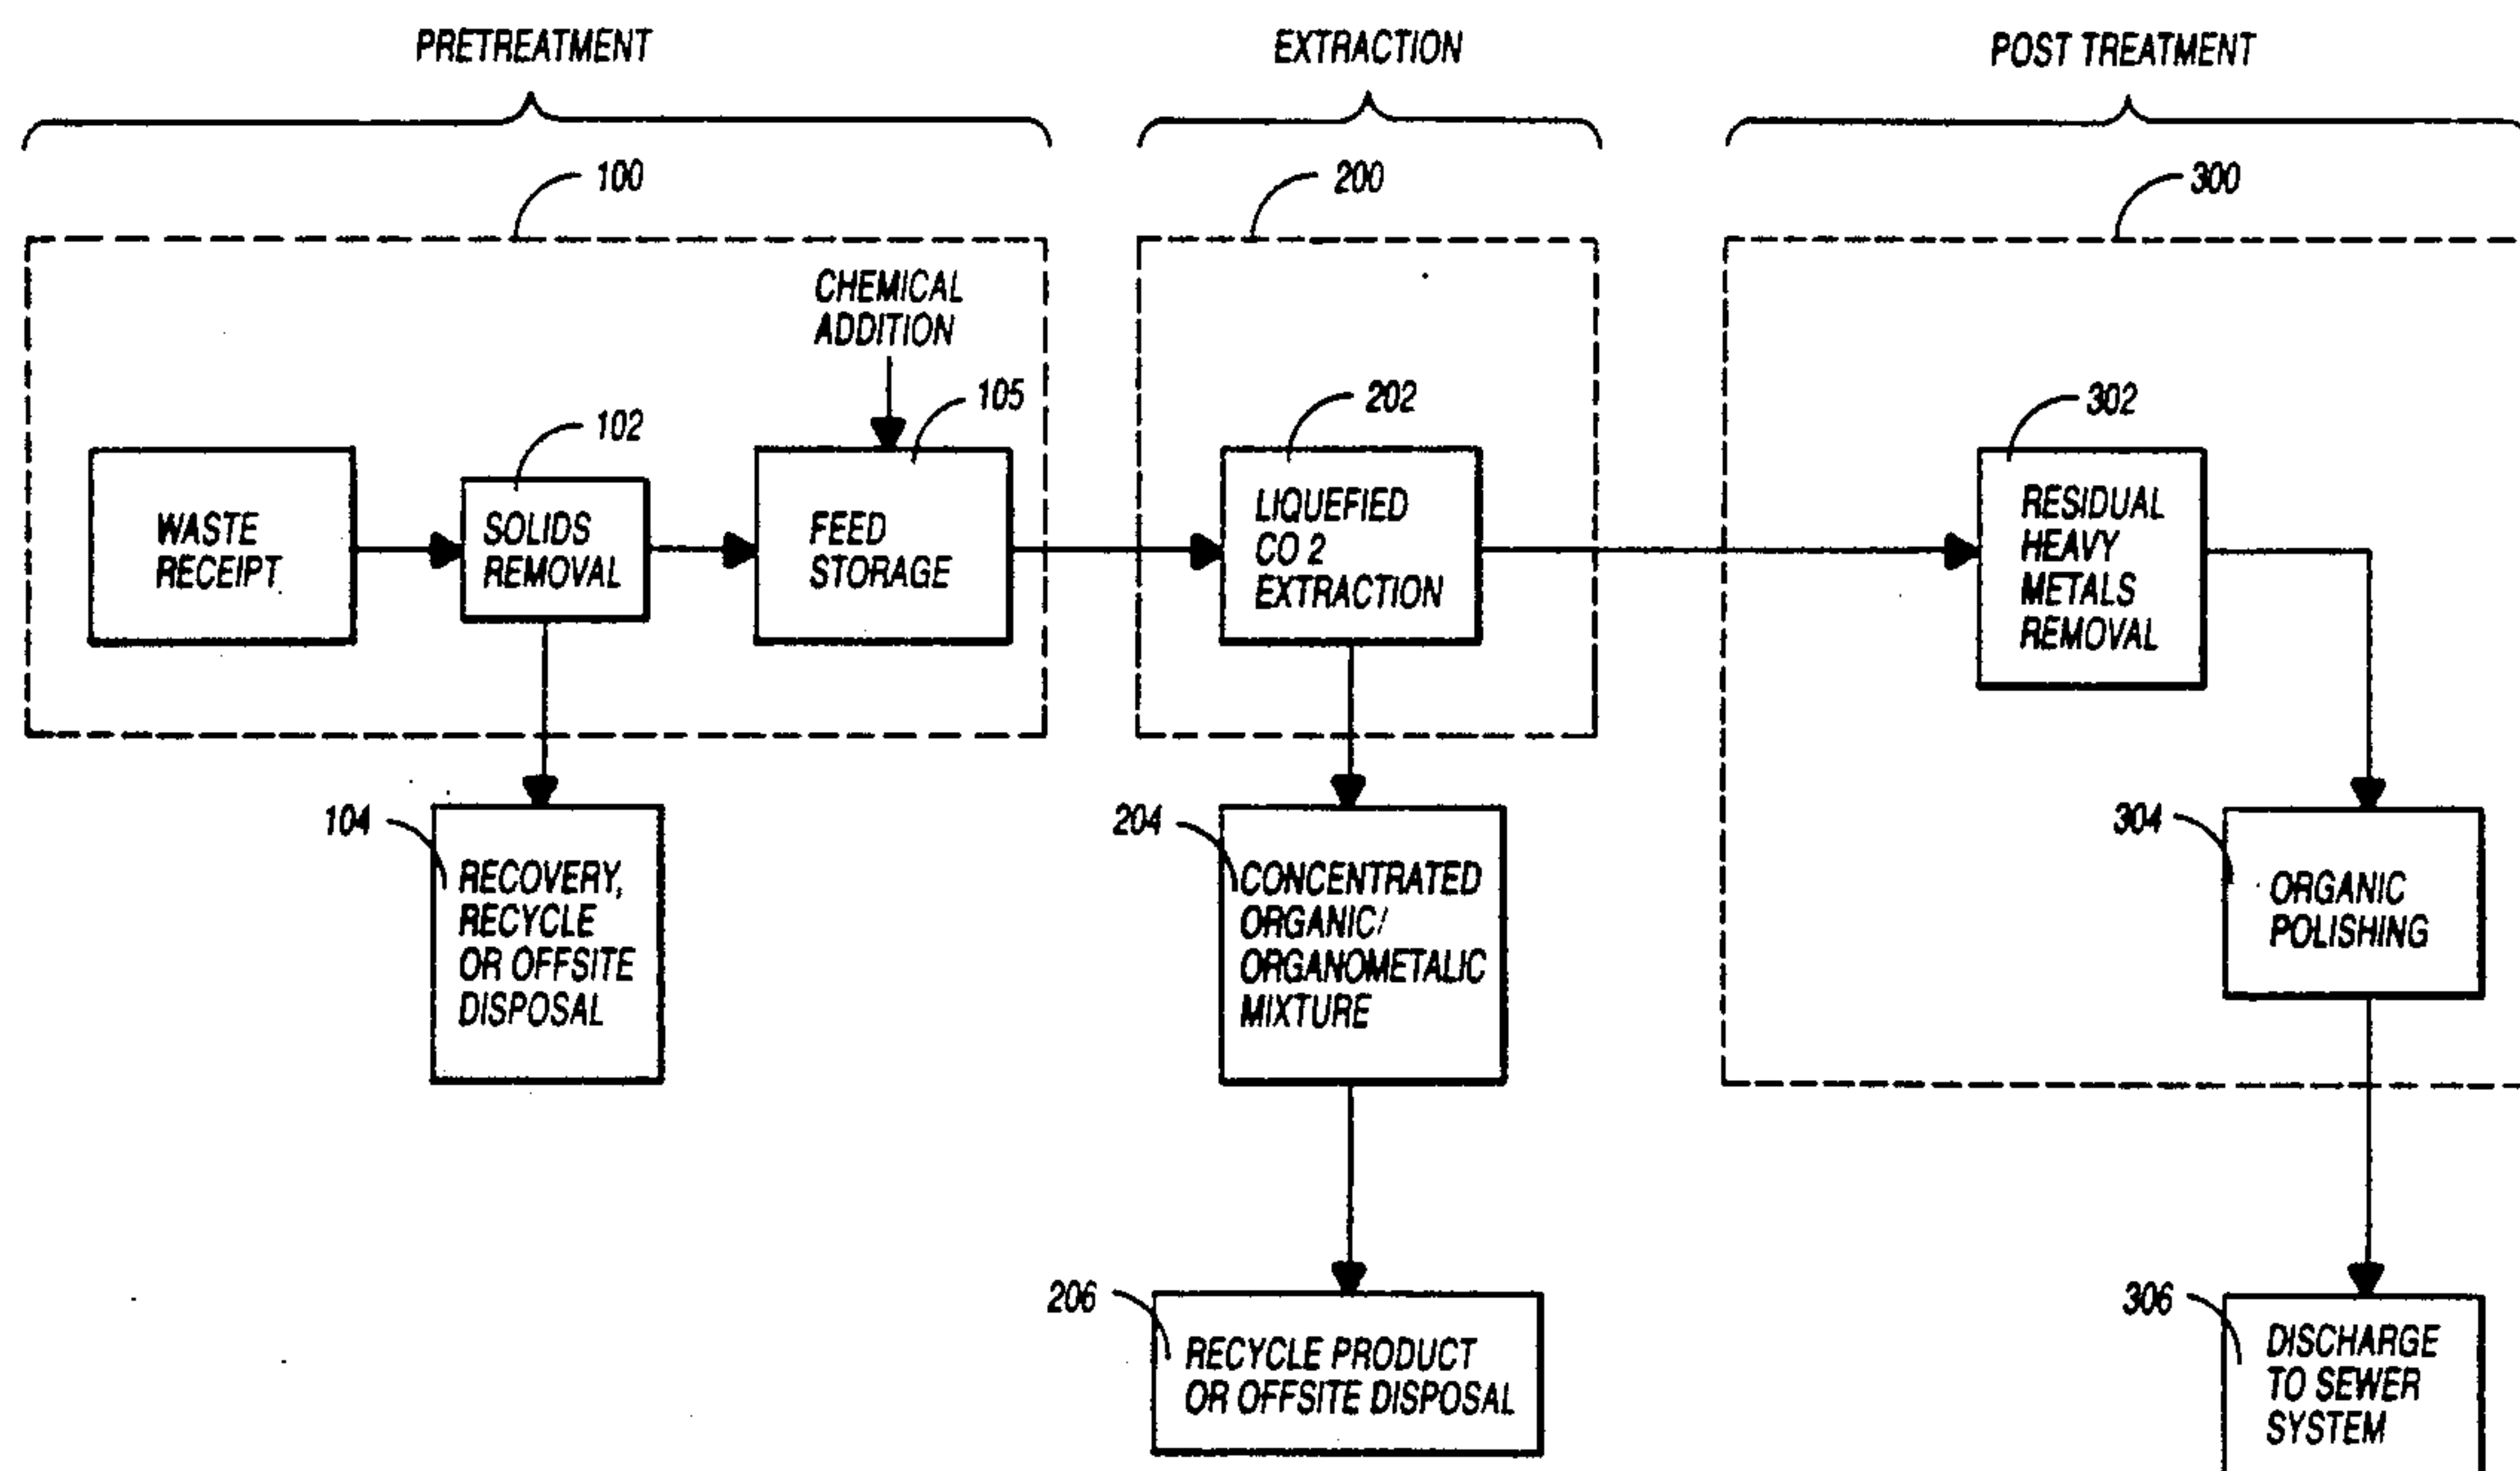 PRETREATMENT
EXTRACTION
POST TREATMENT
100
200
300
CHEMICAL
ADDITION
102
105
202
302
WASTE
RECEIPT
SOLIDS
REMOVAL
FEED
STORAGE
LIQUEFIED
CO 2
EXTRACTION
RESIDUAL
HEAVY
METALS
REMOVAL
104
RECOVERY,
RECYCLE
OR OFFSITE
DISPOSAL
204
CONCENTRATED
ORGANIC/
ORGANOMETALIC
MIXTURE
304
ORGANIC
POLISHING
206
RECYCLE PRODUCT
OR OFFSITE DISPOSAL
306
DISCHARGE
TO SEWER
SYSTEM